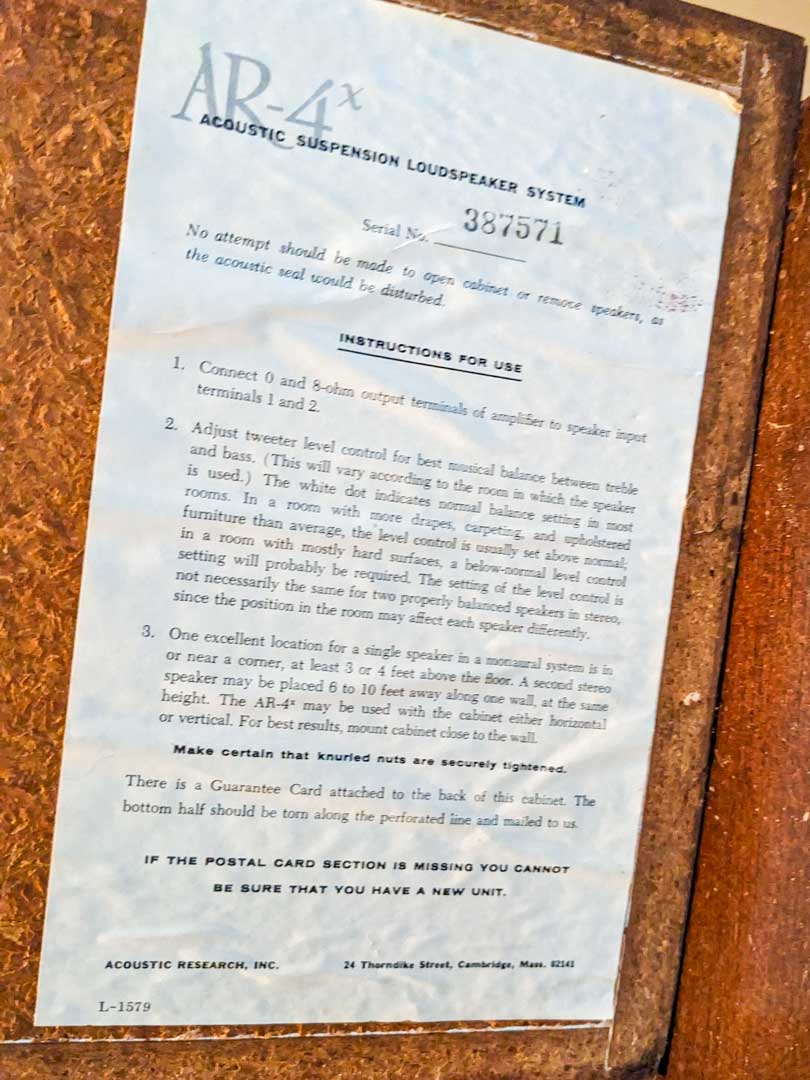 AR-4x
ACOUSTIC SUSPENSION LOUDSPEAKER SYSTEM
Serial No. 387571
No attempt should be made to open cabinet or remove speakers, as
the acoustic seal would be disturbed.
INSTRUCTIONS FOR USE
1. Connect 0 and 8-ohm output terminals of amplifier to speaker input
terminals 1 and 2.
2. Adjust tweeter level control for best musical balance between treble
and bass. (This will vary according to the room in which the speaker
is used.) The white dot indicates normal balance setting in most
rooms. In a room with more drapes, carpeting, and upholstered
furniture than average, the level control is usually set above normal;
in a room with mostly hard surfaces, a below-normal level control
setting will probably be required. The setting of the level control is
not necessarily the same for two properly balanced speakers in stereo,
since the position in the room may affect each speaker differently.
3. One excellent location for a single speaker in a monaural system is in
or near a corner, at least 3 or 4 feet above the floor. A second stereo
speaker may be placed 6 to 10 feet away along one wall, at the same
height. The AR-4x may be used with the cabinet either horizontal
or vertical. For best results, mount cabinet close to the wall.
Make certain that knurled nuts are securely tightened.
There is a Guarantee Card attached to the back of this cabinet. The
bottom half should be torn along the perforated line and mailed to us.
IF THE POSTAL CARD SECTION IS MISSING YOU CANNOT
BE SURE THAT YOU HAVE A NEW UNIT.
ACOUSTIC RESEARCH, INC. 24 Thorndike Street, Cambridge, Mass. 02141
L-1579